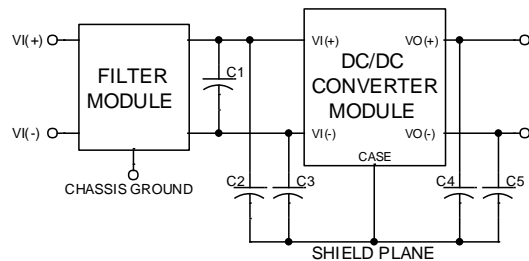 VI(+)
VI(-)
FILTER
MODULE
CHASSIS GROUND
C1
C2
C3
VI(+)
VI(-)
DC/DC
CONVERTER
MODULE
CASE
VO(+)
VO(-)
C4
C5
SHIELD PLANE